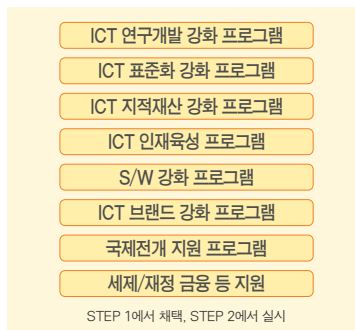 ICT 연구개발 강화 프로그램
ICT 표준화 강화 프로그램
ICT 지적재산 강화 프로그램
ICT 인재육성 프로그램
S/W 강화 프로그램
ICT 브랜드 강화 프로그램
국제전개 지원 프로그램
세제/재정 금융 등 지원
STEP 1에서 채택, STEP 2에서 실시